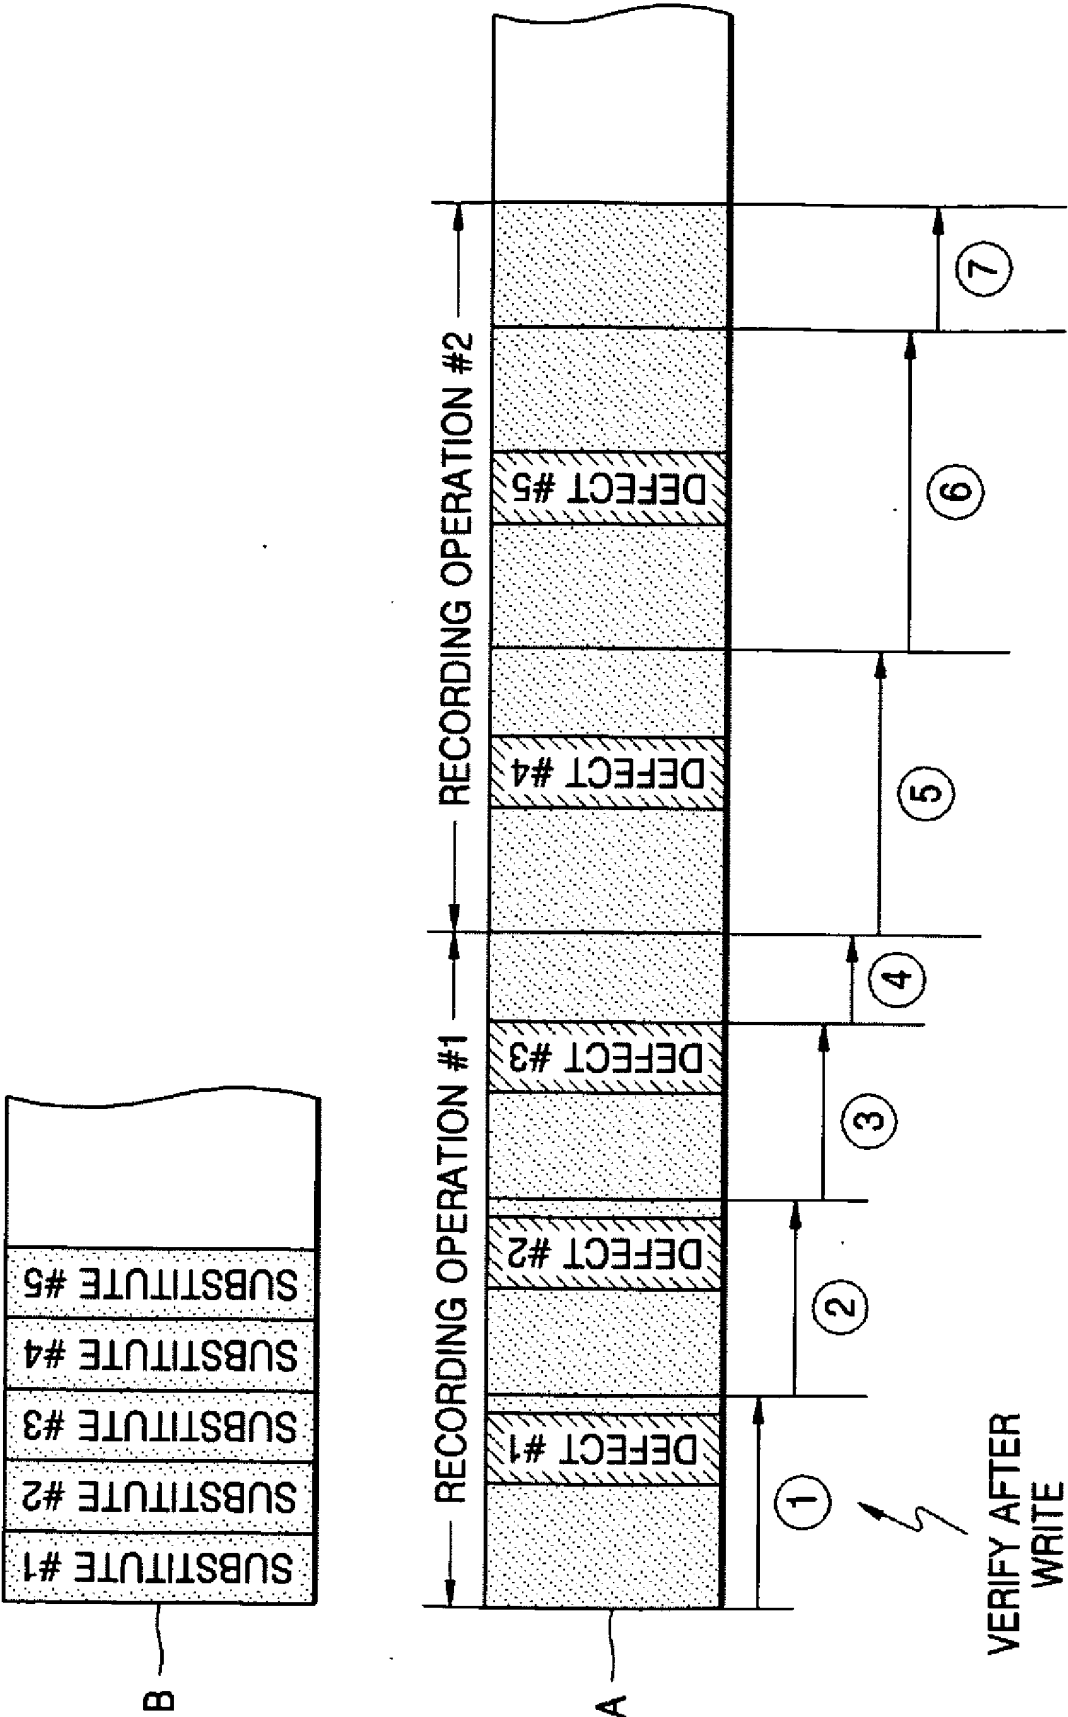 SUBSTITUTE #1
SUBSTITUTE #2
SUBSTITUTE #3
SUBSTITUTE #4
SUBSTITUTE #5
B
RECORDING OPERATION #1
RECORDING OPERATION #2
DEFECT #1
DEFECT #2
DEFECT #3
DEFECT #4
DEFECT #5
A
①
②
③
④
⑤
⑥
⑦
VERIFY AFTER
WRITE